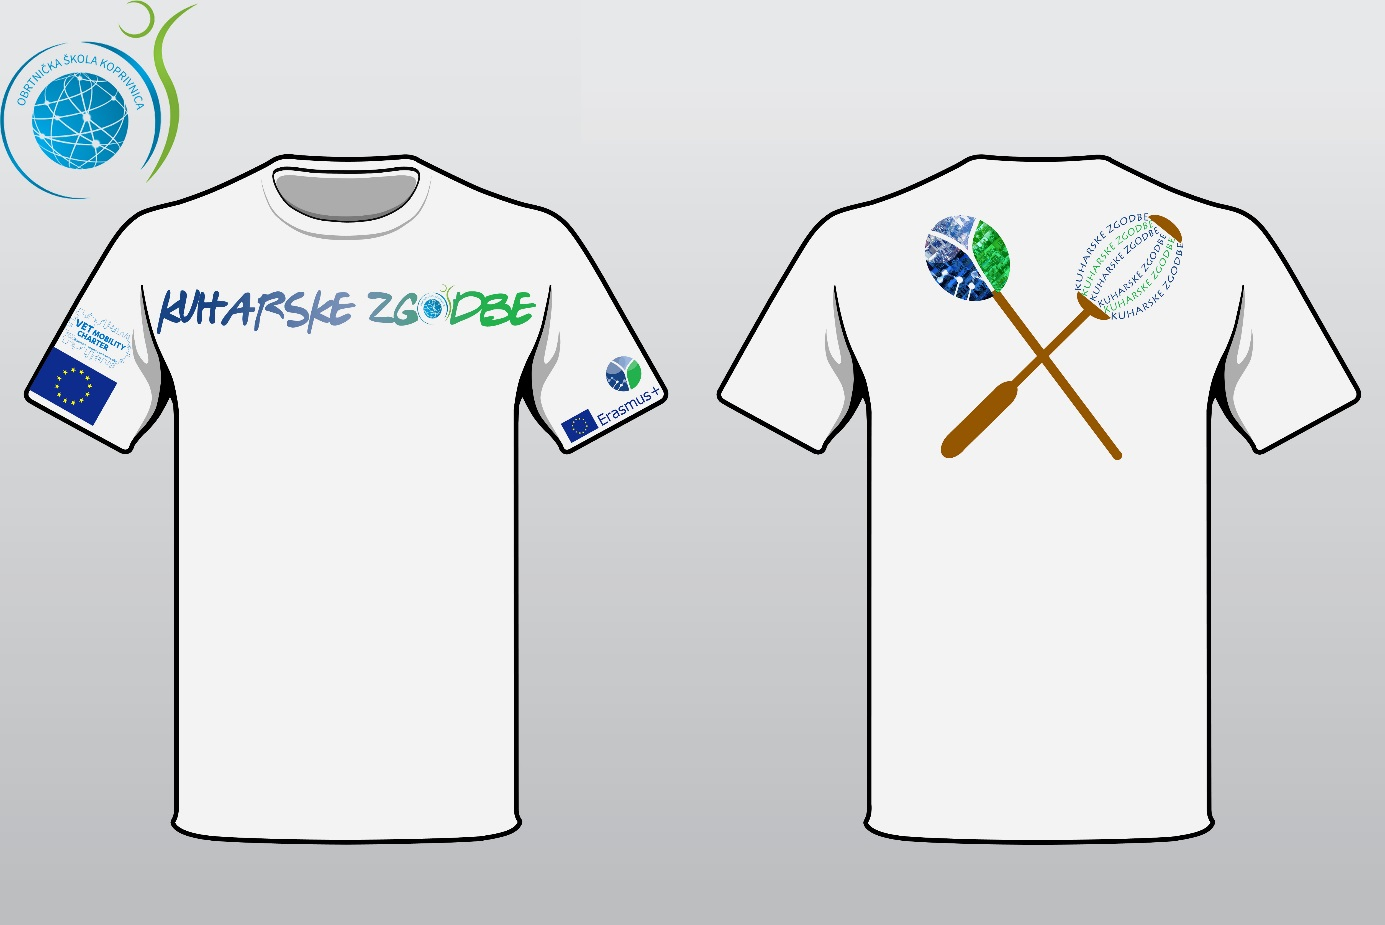 OBRTNIČKA ŠKOLA KOPRIVNICA
KUHARSKE ZGODBE
VET MOBILITY
CHARTER
Erasmus+
KUHARSKE ZGODBE
KUHARSKE ZGODBE
KUHARSKE ZGODBE
KUHARSKE ZGODBE
KUHARSKE ZGODBE
KUHARSKE ZGODBE